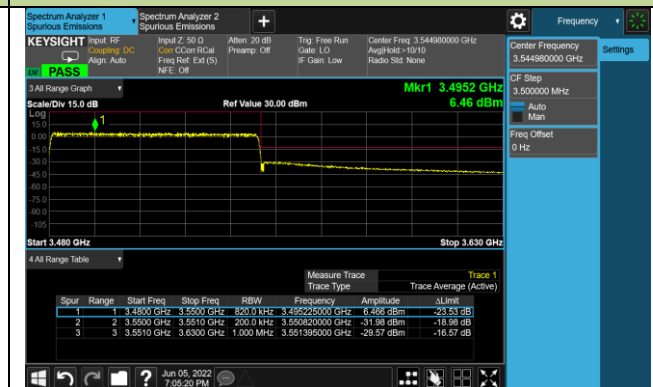 Spectrum Analyzer 1
Spurious Emissions
Spectrum Analyzer 2
Spurious Emissions
Frequency
KEYSIGHT
Input: RF
Coupling: DC
Align: Auto
Input Z: 50 Ω
Corr CCorr RCal
Freq Ref: Ext (S)
NFE: Off
Atten: 20 dB
Preamp: Off
Trig: Free Run
Gate: LO
IF Gain: Low
Center Freq: 3.544980000 GHz
Avg|Hold:>10/10
Radio Std: None
PASS
Center Frequency
3.544980000 GHz
Settings
CF Step
3.500000 MHz
Auto
Man
Freq Offset
0 Hz
3 All Range Graph
Mkr1 3.4952 GHz
Scale/Div 15.0 dB
Ref Value 30.00 dBm
6.46 dBm
Log
1
15.0
0.00
-15.0
-30.0
-45.0
-60.0
-75.0
-90.0
-105
Start 3.480 GHz
Stop 3.630 GHz
4 All Range Table
Measure Trace Trace 1
Trace Type Trace Average (Active)
Spur Range Start Freq Stop Freq RBW Frequency Amplitude ΔLimit
1 1 3.4800 GHz 3.5500 GHz 820.0 kHz 3.495225000 GHz 6.466 dBm -23.53 dB
2 2 3.5500 GHz 3.5510 GHz 200.0 kHz 3.550820000 GHz -31.98 dBm -18.98 dB
3 3 3.5510 GHz 3.6300 GHz 1.000 MHz 3.551395000 GHz -29.57 dBm -16.57 dB
Jun 05, 2022
7:05:20 PM